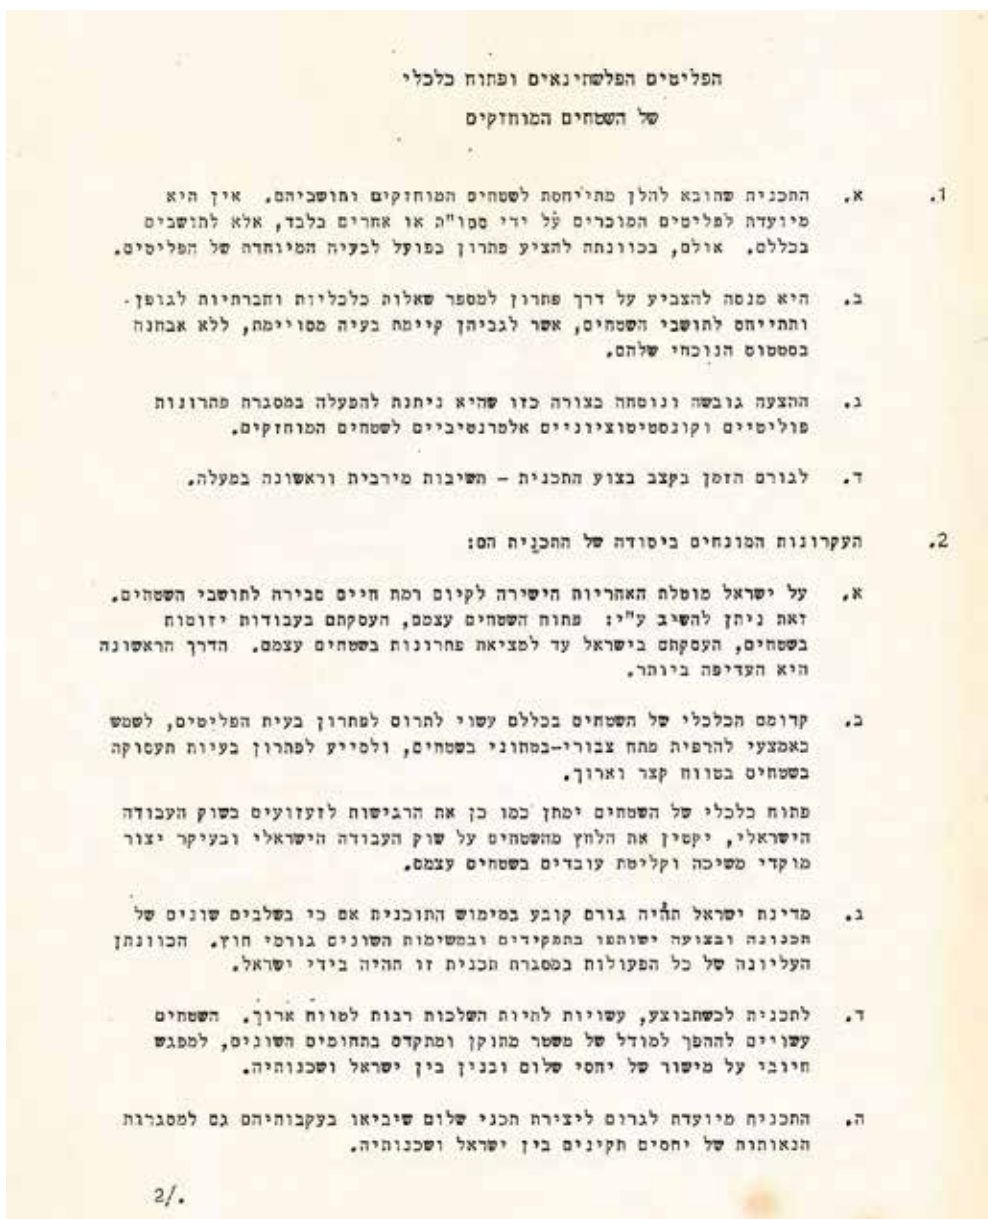 הפליטים הפלשתינאים ופתוח כלכלי
של השטחים המוחזקים
1. א. התכנית שתובא להלן מתייחסת לשטחים המוחזקים ותושביהם. אין היא
מיועדת לפליטים המוכרים על ידי סמו"ת או אחרים בלבד, אלא לתושבים
בכללם. אולם, בכוונתה להציע פתרון בפועל לבעיה המיוחדת של הפליטים.
ב. היא מנסה להצביע על דרך פתרון למספר שאלות כלכליות וחברתיות לגופן
ותתייחס לתושבי השטחים, אשר לגביהן קיימת בעיה מסויימת, ללא אבחנה
בסטטוס הנוכחי שלהם.
ג. ההצעה גובשה ונוסחה בצורה כזו שהיא ניתנת להפעלה במסגרת פתרונות
פוליטיים וקונסטיטוציוניים אלטרנטיביים לשטחים המוחזקים.
ד. לגורם הזמן בקצב בצוע התכנית - חשיבות מירבית וראשונה במעלה.
2. העקרונות המונחים ביסודה של התכנית הם:
א. על ישראל מוטלת האחריות הישירה לקיום רמת חיים סבירה לתושבי השטחים.
זאת ניתן להשיב ע"י: פתוח השטחים עצמם, העסקתם בעבודות יזומות
בשטחים, העסקתם בישראל עד למציאת פתרונות בשטחים עצמם. הדרך הראשונה
היא העדיפה ביותר.
ב. קדומם הכלכלי של השטחים בכללם עשוי לתרום לפתרון בעית הפליטים, לשמש
כאמצעי להרפית מתח צבורי-בטחוני בשטחים, ולסייע לפתרון בעיות תעסוקה
בשטחים בטווח קצר וארוך.
פתוח כלכלי של השטחים ימתן כמו כן את הרגישות לזעזועים בשוק העבודה
הישראלי, יקטין את הלחץ מהשטחים על שוק העבודה הישראלי ובעיקר יצור
מוקדי משיכה וקליטת עובדים בשטחים עצמם.
ג. מדינת ישראל תהיה גורם קובע במימוש התוכנית אם כי בשלבים שונים של
תכנונה ובצועה ישותפו בתפקידים ובמשימות השונים גורמי חוץ. הכוונתן
העליונה של כל הפעולות במסגרת תכנית זו תהיה בידי ישראל.
ד. לתכנית לכשתבוצע, עשויות להיות השלכות רבות לטווח ארוך. השטחים
עשויים לההפך למודל של משטר מתוקן ומתקדם בתחומים השונים, למפגש
חיובי על מישור של יחסי שלום ובנין בין ישראל ושכנותיה.
ה. התכנית מיועדת לגרום ליצירת תכני שלום שיביאו בעקבותיהם גם למסגרות
הנאותות של יחסים תקינים בין ישראל ושכנותיה.
2/.